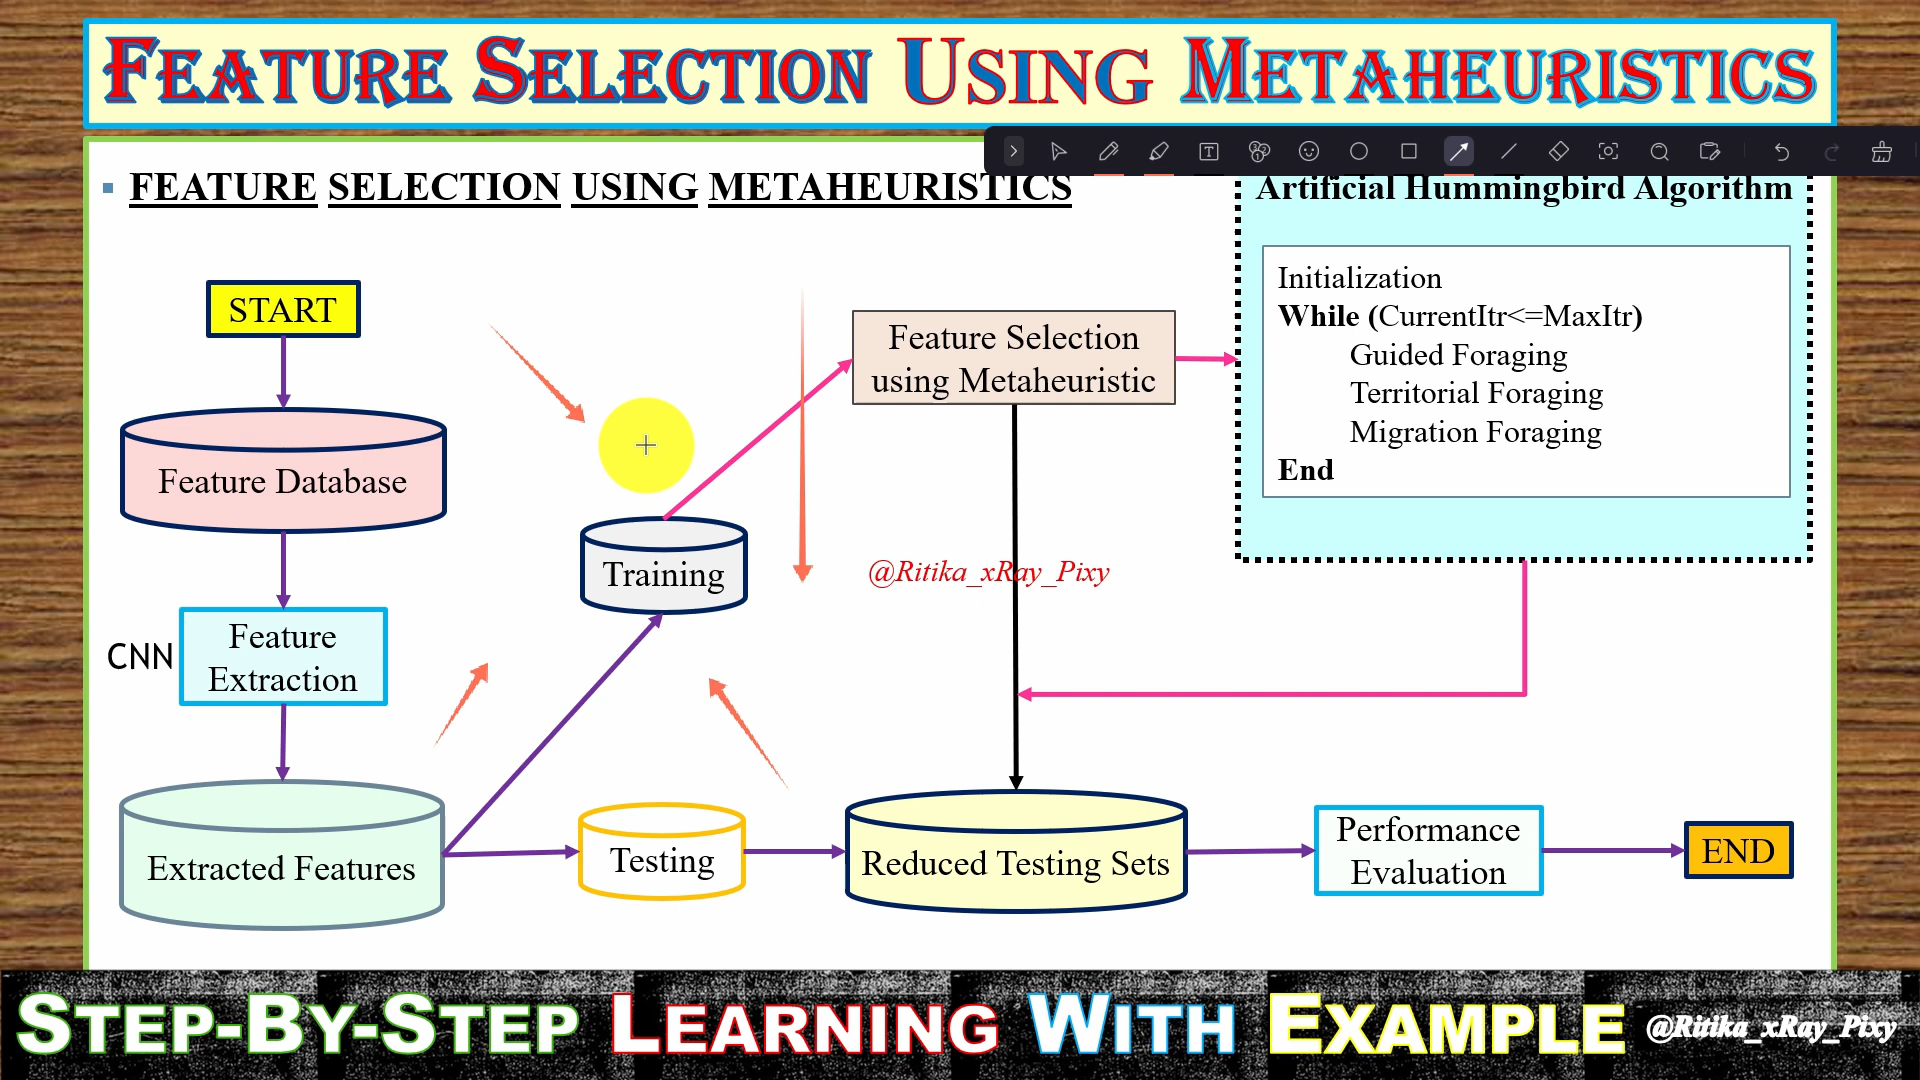 FEATURE SELECTION USING METAHEURISTICS
FEATURE SELECTION USING METAHEURISTICS
Artificial Hummingbird Algorithm
Initialization
While (CurrentItr<=MaxItr)
Guided Foraging
Territorial Foraging
Migration Foraging
End
START
Feature Database
CNN
Feature
Extraction
Extracted Features
Training
Testing
Feature Selection
using Metaheuristic
@Ritika_xRay_Pixy
Reduced Testing Sets
Performance
Evaluation
END
STEP-BY-STEP LEARNING WITH EXAMPLE
@Ritika_xRay_Pixy